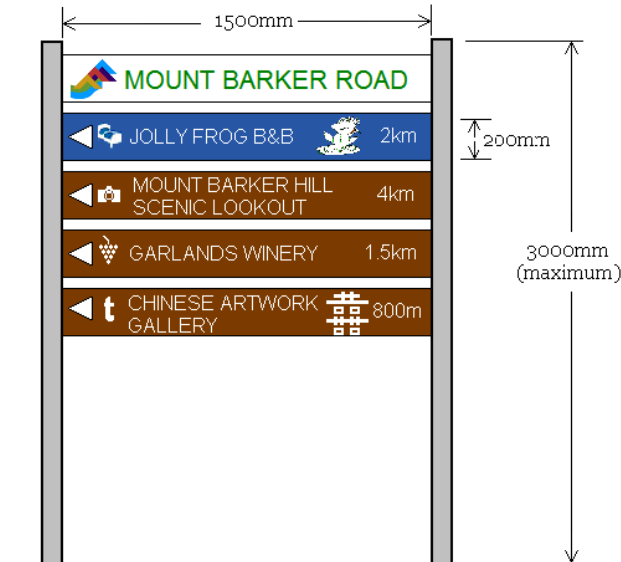 1500mm
MOUNT BARKER ROAD
JOLLY FROG B&B 2km
200mm
MOUNT BARKER HILL
SCENIC LOOKOUT 4km
GARLANDS WINERY 1.5km
3000mm
(maximum)
t CHINESE ARTWORK
GALLERY 800m